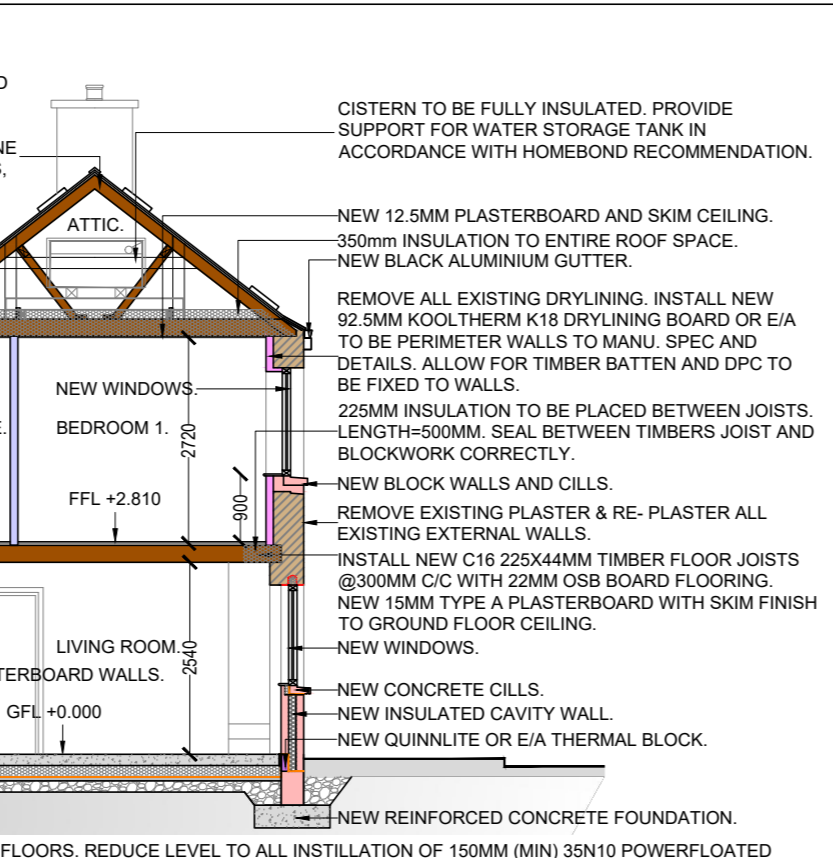 D
CISTERN TO BE FULLY INSULATED. PROVIDE
SUPPORT FOR WATER STORAGE TANK IN
ACCORDANCE WITH HOMEBOND RECOMMENDATION.
NE
S,
ATTIC.
NEW 12.5MM PLASTERBOARD AND SKIM CEILING.
350mm INSULATION TO ENTIRE ROOF SPACE.
NEW BLACK ALUMINIUM GUTTER.
REMOVE ALL EXISTING DRYLINING. INSTALL NEW
92.5MM KOOLTHERM K18 DRYLINING BOARD OR E/A
TO BE PERIMETER WALLS TO MANU. SPEC AND
DETAILS. ALLOW FOR TIMBER BATTEN AND DPC TO
BE FIXED TO WALLS.
NEW WINDOWS.
E.
BEDROOM 1.
2720
225MM INSULATION TO BE PLACED BETWEEN JOISTS.
LENGTH=500MM. SEAL BETWEEN TIMBERS JOIST AND
BLOCKWORK CORRECTLY.
NEW BLOCK WALLS AND CILLS.
FFL +2.810
900
REMOVE EXISTING PLASTER & RE- PLASTER ALL
EXISTING EXTERNAL WALLS.
INSTALL NEW C16 225X44MM TIMBER FLOOR JOISTS
@300MM C/C WITH 22MM OSB BOARD FLOORING.
NEW 15MM TYPE A PLASTERBOARD WITH SKIM FINISH
TO GROUND FLOOR CEILING.
LIVING ROOM.
2540
NEW WINDOWS.
TERBOARD WALLS.
NEW CONCRETE CILLS.
GFL +0.000
NEW INSULATED CAVITY WALL.
NEW QUINNLITE OR E/A THERMAL BLOCK.
NEW REINFORCED CONCRETE FOUNDATION.
FLOORS. REDUCE LEVEL TO ALL INSTILLATION OF 150MM (MIN) 35N10 POWERFLOATED